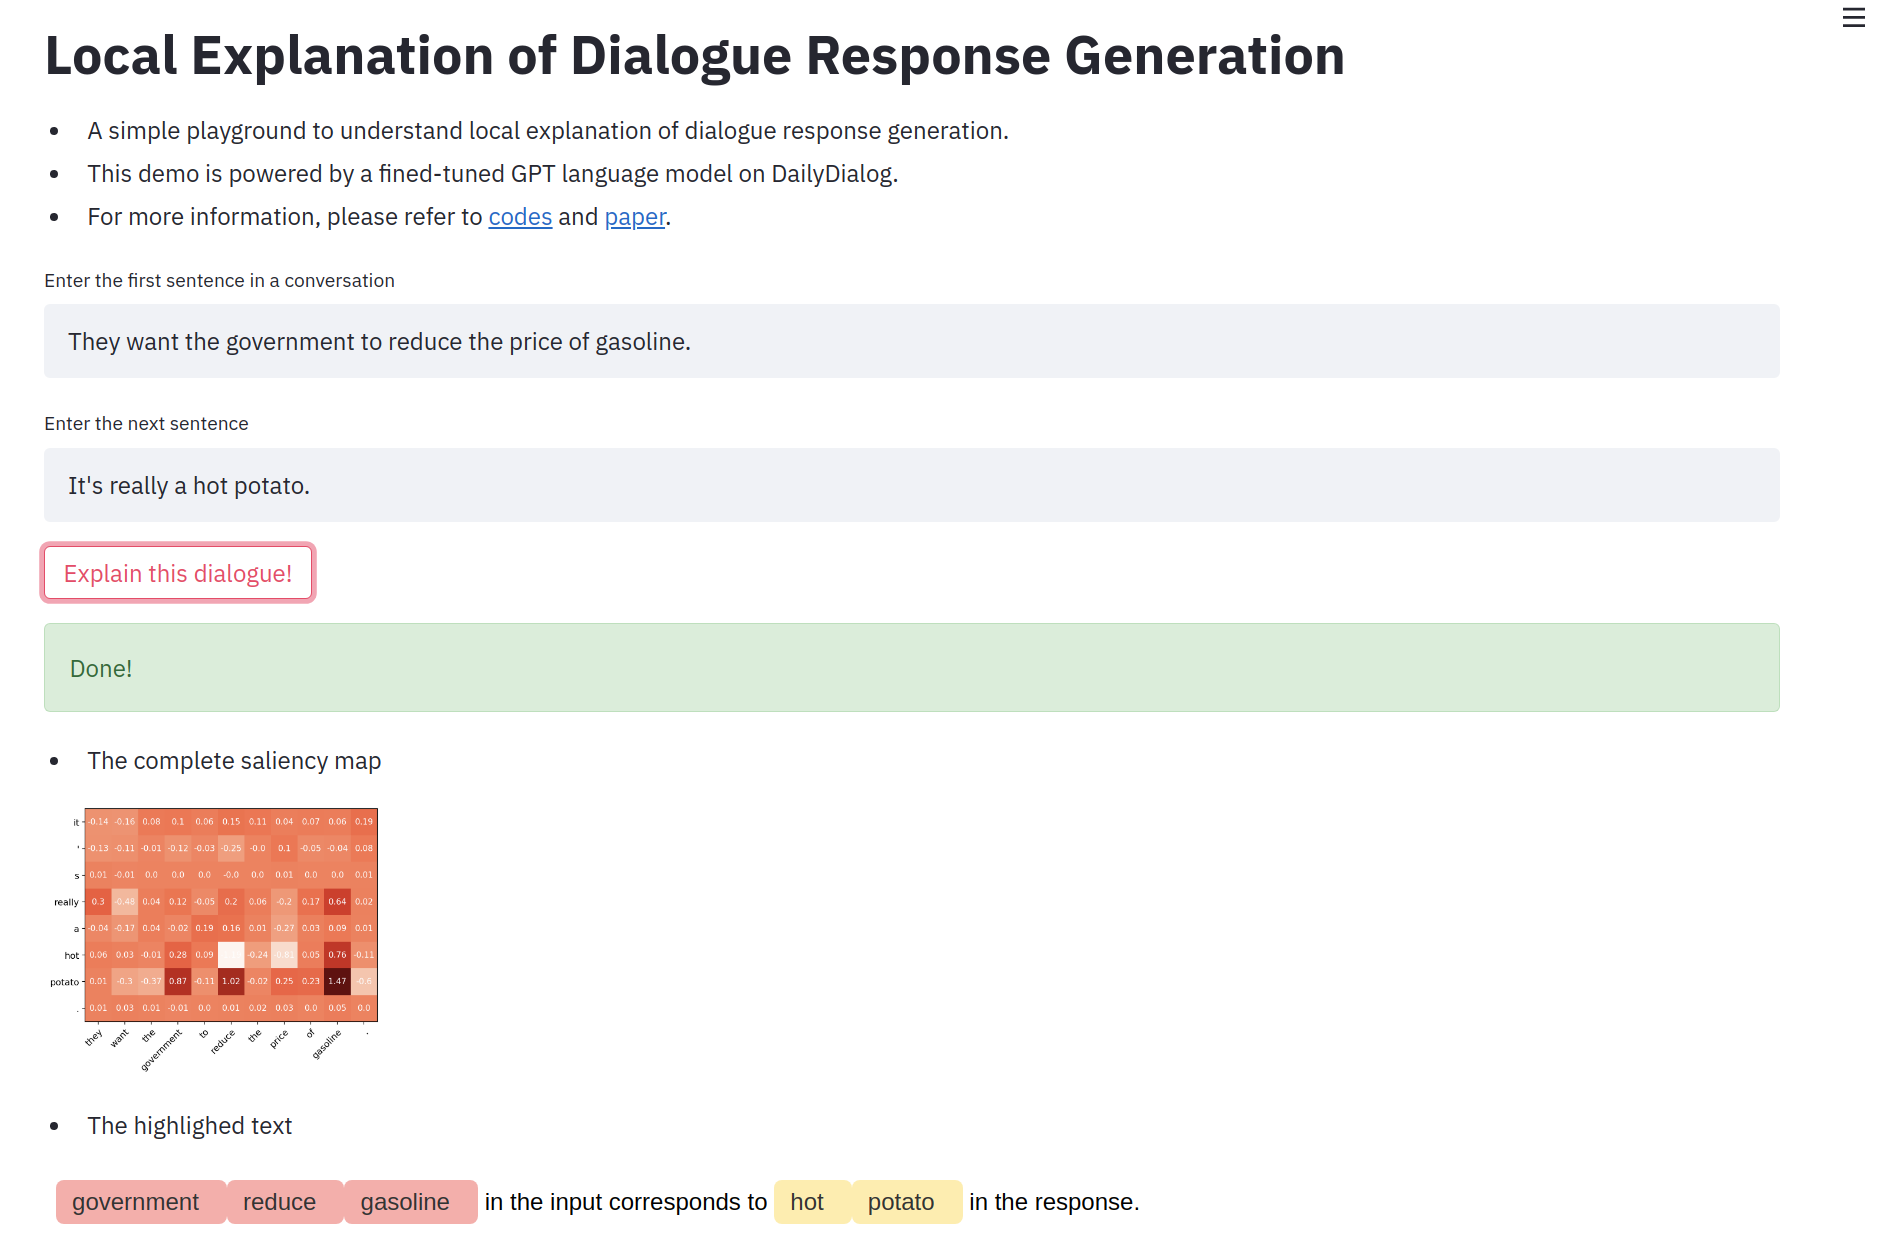 Local Explanation of Dialogue Response Generation
A simple playground to understand local explanation of dialogue response generation.
This demo is powered by a fined-tuned GPT language model on DailyDialog.
For more information, please refer to codes and paper.
Enter the first sentence in a conversation
They want the government to reduce the price of gasoline.
Enter the next sentence
It's really a hot potato.
Explain this dialogue!
Done!
The complete saliency map
it -0.14 -0.16 0.08 0.1 0.06 0.15 0.11 0.04 0.07 0.06 0.19
' -0.13 -0.11 -0.01 -0.12 -0.03 -0.25 -0.0 0.1 -0.05 -0.04 0.08
s 0.01 -0.01 0.0 0.0 0.0 -0.0 0.0 0.01 0.0 0.0 0.01
really 0.3 -0.48 0.04 0.12 -0.05 0.2 0.06 -0.2 0.17 0.64 0.02
a -0.04 -0.17 0.04 -0.02 0.19 0.16 0.01 -0.27 0.03 0.09 0.01
hot 0.06 0.03 -0.01 0.28 0.09 -0.24 0.05 0.76 -0.11
potato 0.01 -0.3 -0.37 0.87 -0.11 1.02 -0.02 0.25 0.23 1.47 -0.6
. 0.01 0.03 0.01 -0.01 0.0 0.01 0.02 0.03 0.0 0.05 0.0
they want the government to reduce the price of gasoline .
The highlighed text
government reduce gasoline in the input corresponds to hot potato in the response.